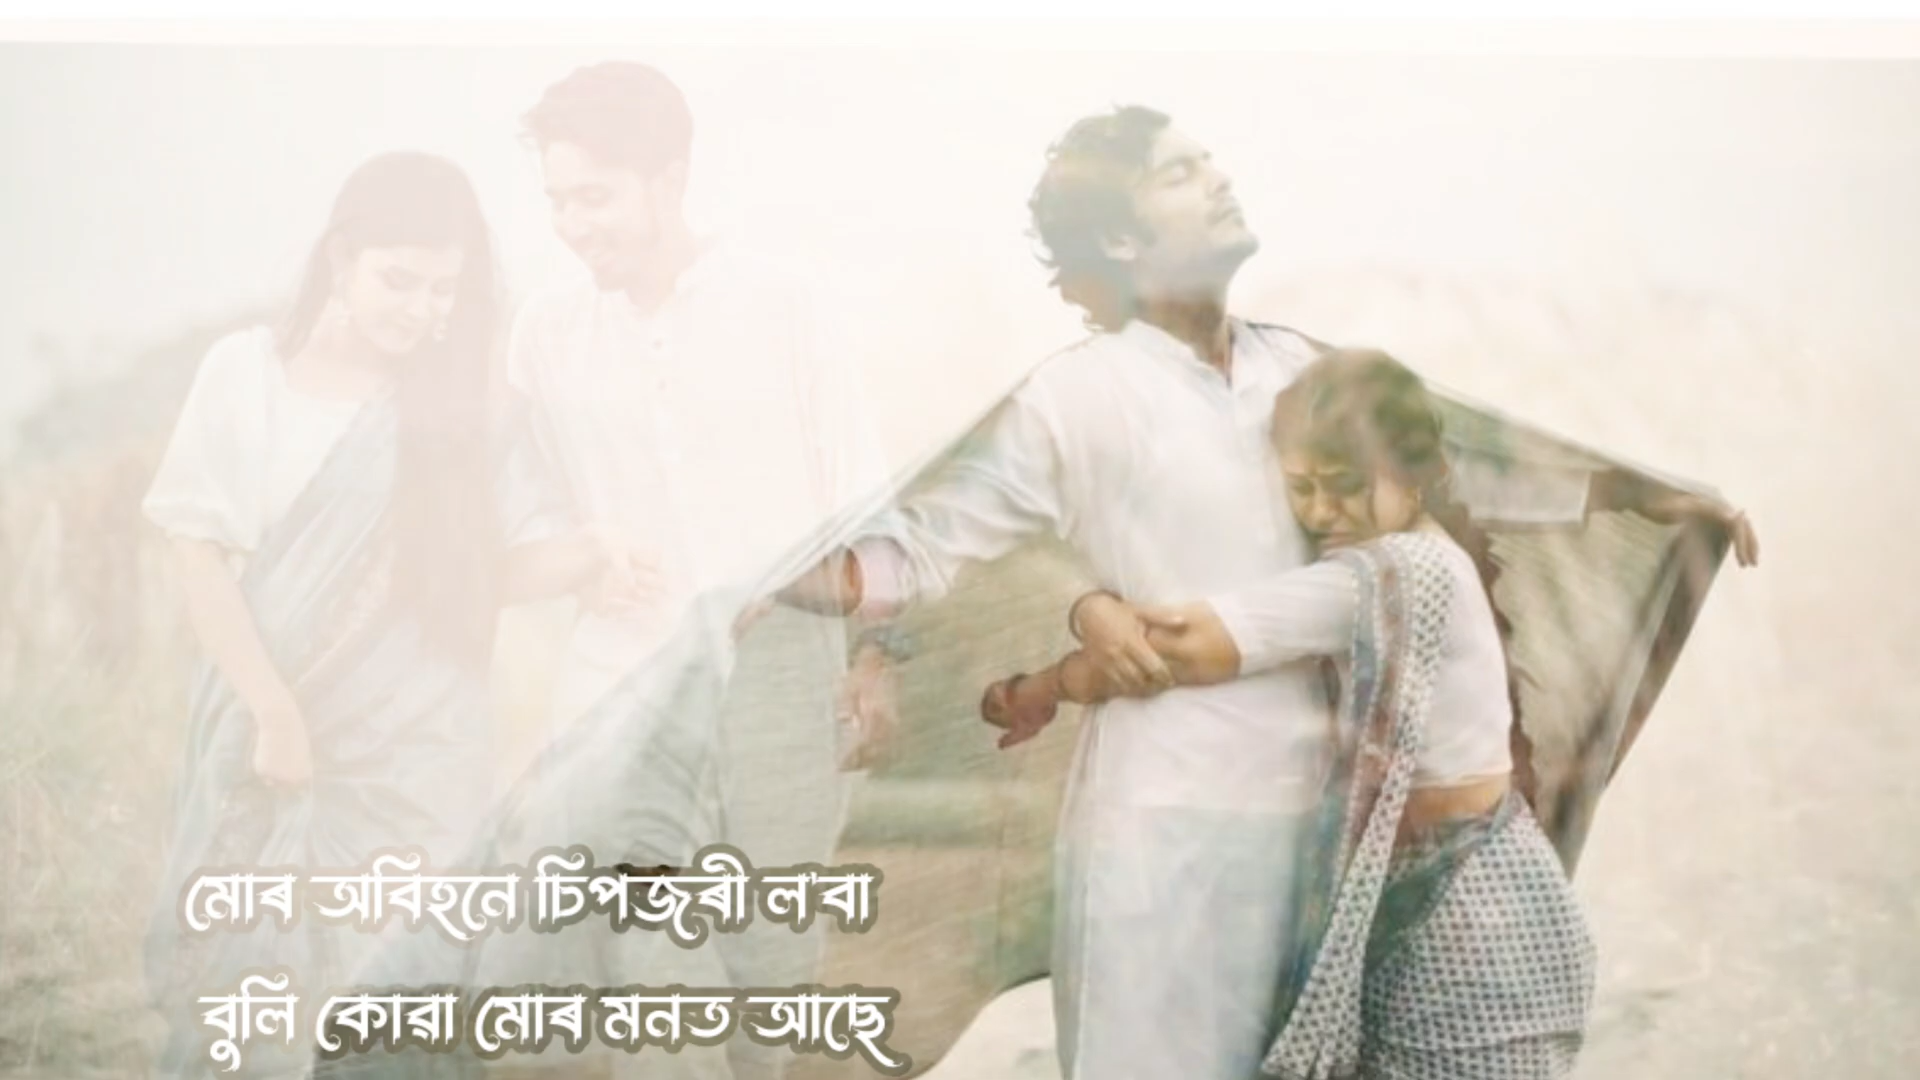 মোৰ অবিহনে চিপজৰী ল'বা
বুলি কোৱা মোৰ মনত আছে